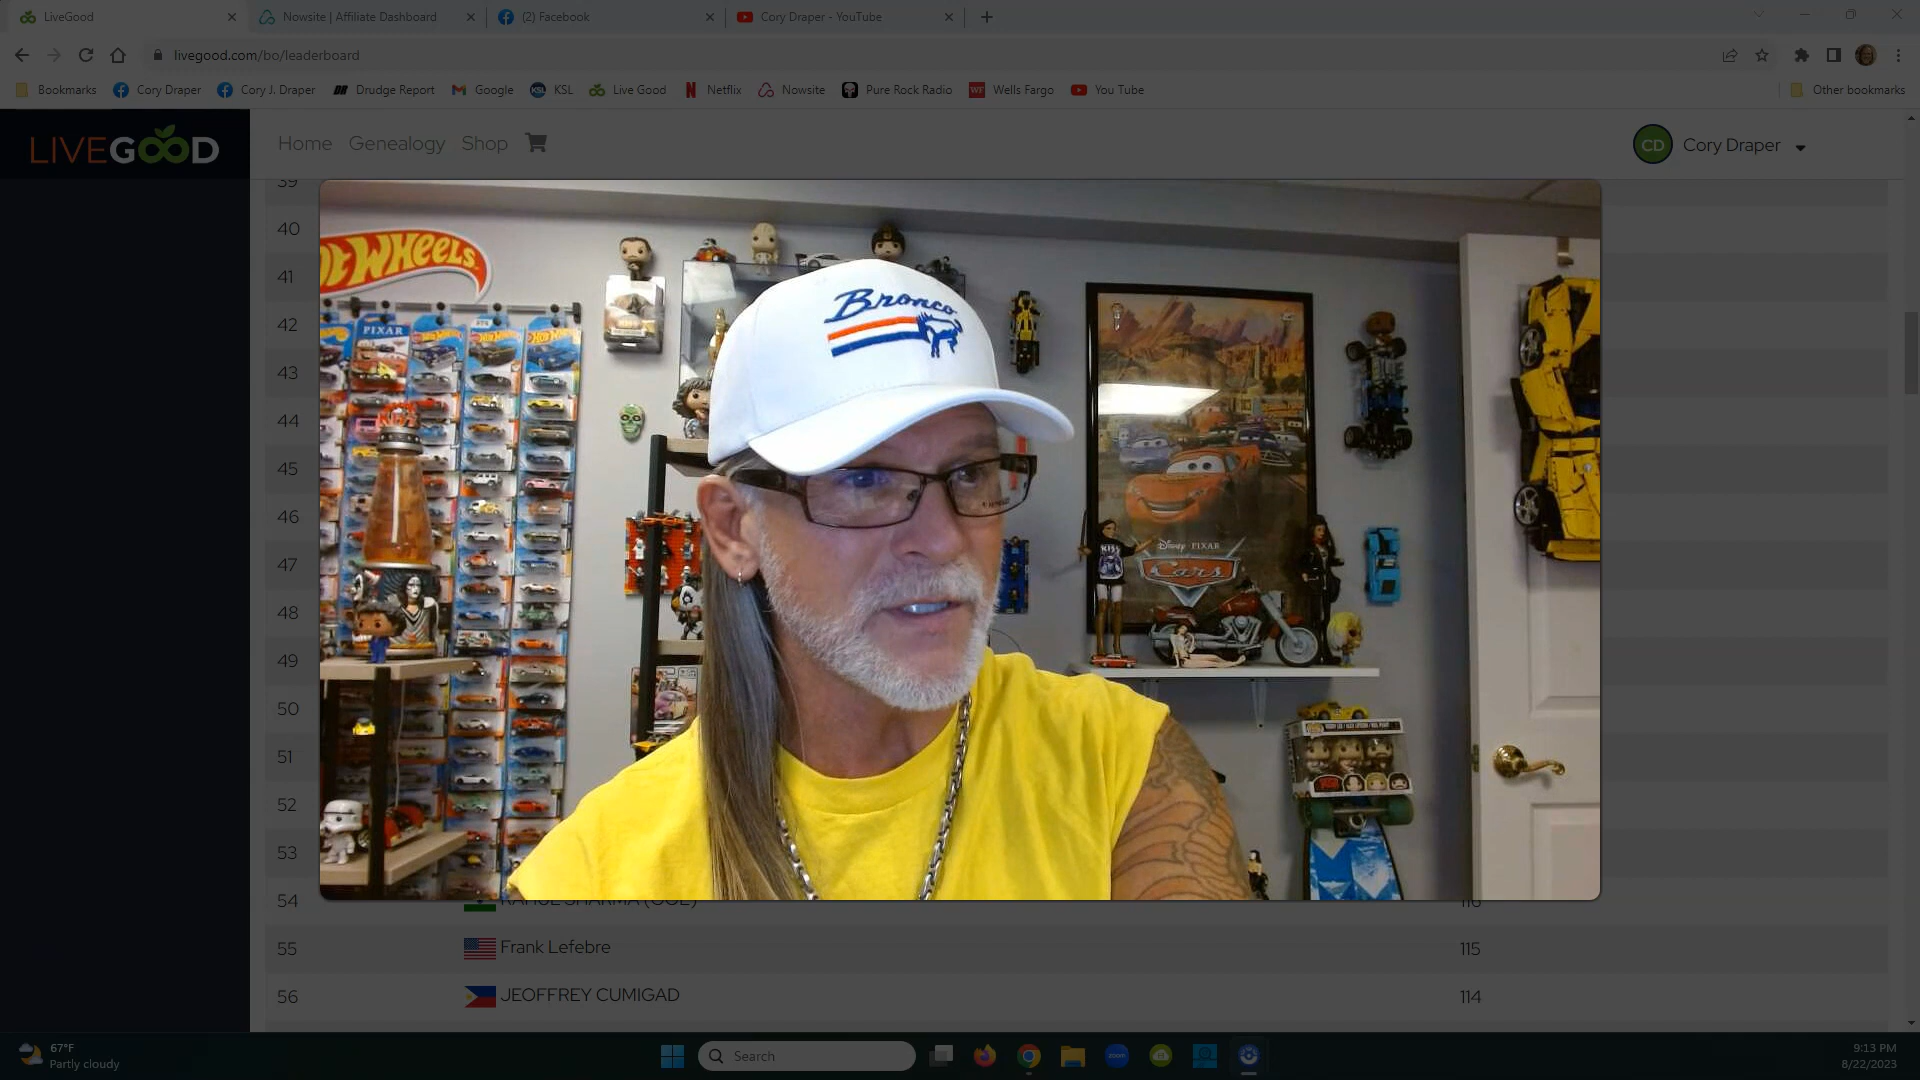 LiveGood
Nowsite | Affiliate Dashboard
(2) Facebook
Cory Draper - YouTube
livegood.com/bo/leaderboard
Bookmarks
Cory Draper
Cory J. Draper
Drudge Report
Google
KSL
Live Good
Netflix
Nowsite
Pure Rock Radio
Wells Fargo
You Tube
Other bookmarks
LIVEGOOD
Home
Genealogy
Shop
CD
Cory Draper
39
40
41
42
43
44
45
46
47
48
49
50
51
52
53
54
116
55
Frank Lefebre
115
56
JEOFFREY CUMIGAD
114
WHEELS
PIXAR
Bronco
Disney PIXAR
Cars
67°F
Partly cloudy
Search
9:13 PM
8/22/2023